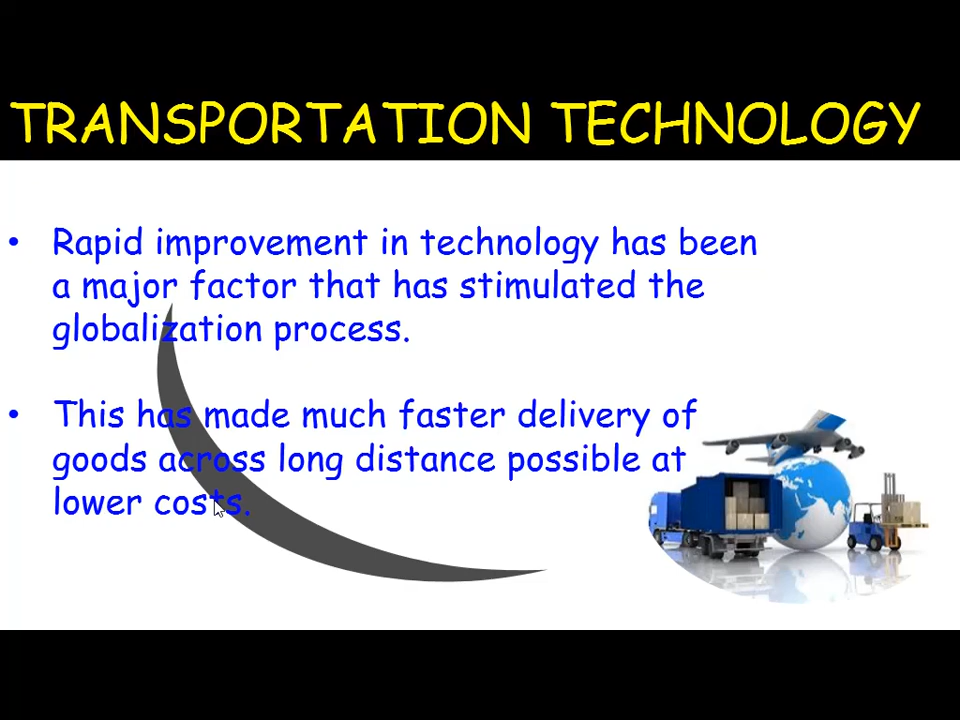 TRANSPORTATION TECHNOLOGY
• Rapid improvement in technology has been
a major factor that has stimulated the
globalization process.
• This has made much faster delivery of
goods across long distance possible at
lower costs.